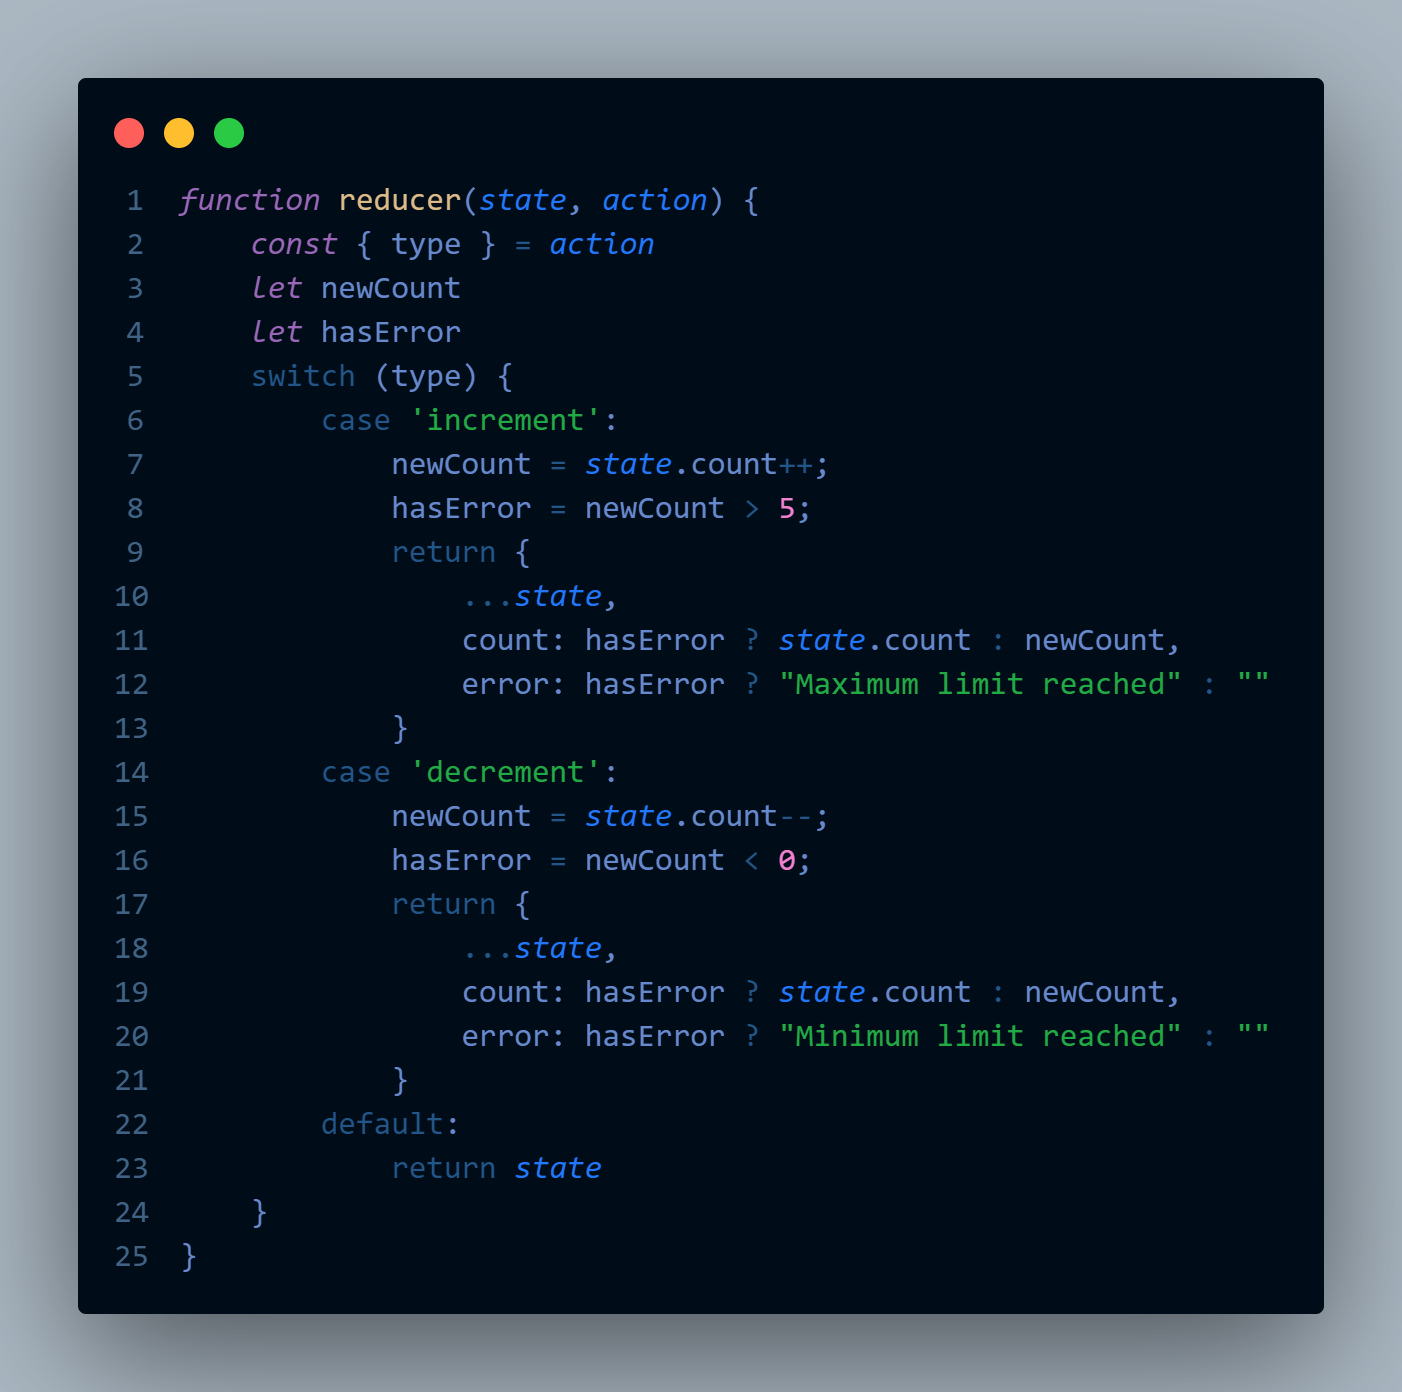 1 function reducer(state, action) {
2     const { type } = action
3     let newCount
4     let hasError
5     switch (type) {
6         case 'increment':
7             newCount = state.count++;
8             hasError = newCount > 5;
9             return {
10                 ...state,
11                 count: hasError ? state.count : newCount,
12                 error: hasError ? "Maximum limit reached" : ""
13             }
14         case 'decrement':
15             newCount = state.count--;
16             hasError = newCount < 0;
17             return {
18                 ...state,
19                 count: hasError ? state.count : newCount,
20                 error: hasError ? "Minimum limit reached" : ""
21             }
22         default:
23             return state
24     }
25 }